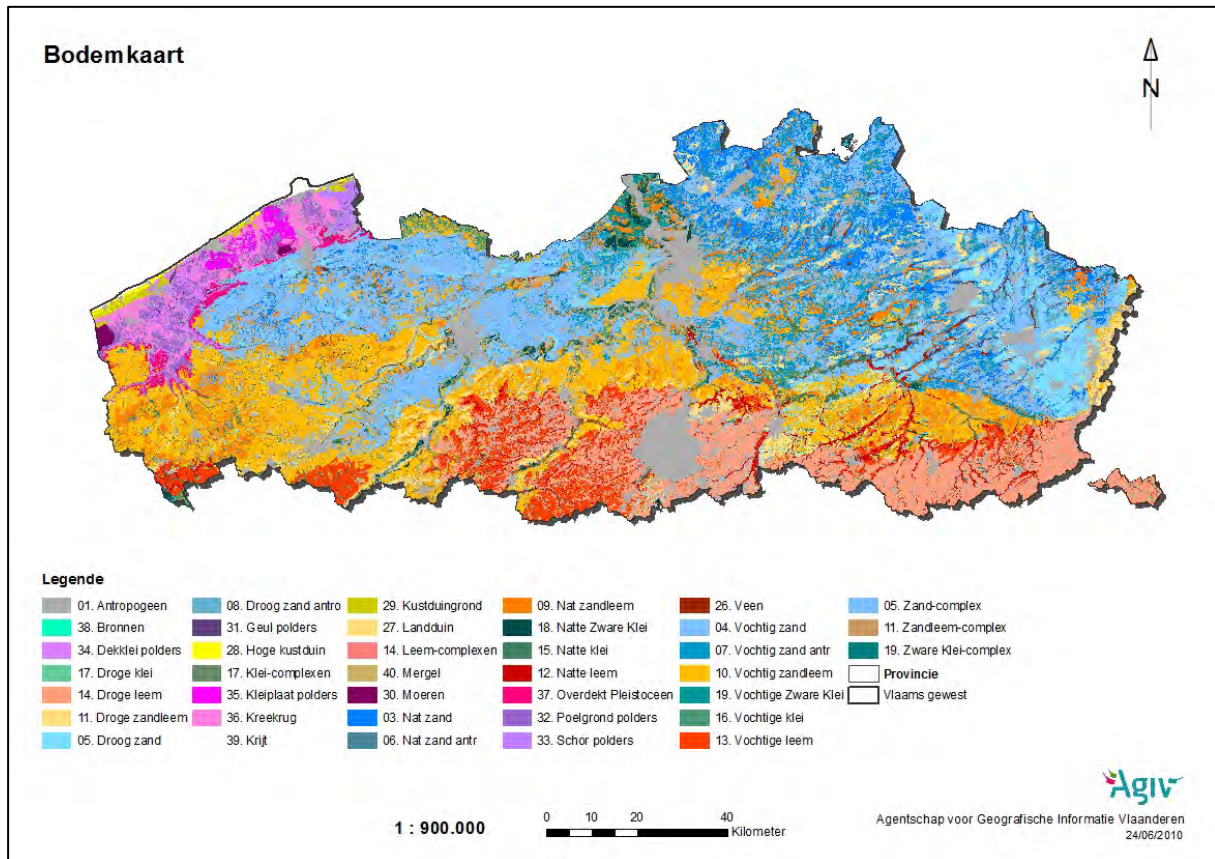 Bodemkaart
N
Legende
01. Antropogeen
38. Bronnen
34. Dekklei polders
17. Droge klei
14. Droge leem
11. Droge zandleem
05. Droog zand
08. Droog zand antro
31. Geul polders
28. Hoge kustduin
17. Klei-complexen
35. Kleiplaat polders
36. Kreekrug
39. Krijt
29. Kustduingrond
27. Landduin
14. Leem-complexen
40. Mergel
30. Moeren
03. Nat zand
06. Nat zand antr
09. Nat zandleem
18. Natte Zware Klei
15. Natte klei
12. Natte leem
37. Overdekt Pleistoceen
32. Poelgrond polders
33. Schor polders
26. Veen
04. Vochtig zand
07. Vochtig zand antr
10. Vochtig zandleem
19. Vochtige Zware Klei
16. Vochtige klei
13. Vochtige leem
05. Zand-complex
11. Zandleem-complex
19. Zware Klei-complex
Provincie
Vlaams gewest
1 : 900.000
0 10 20 40
Kilometer
Agiv
Agentschap voor Geografische Informatie Vlaanderen
24/06/2010